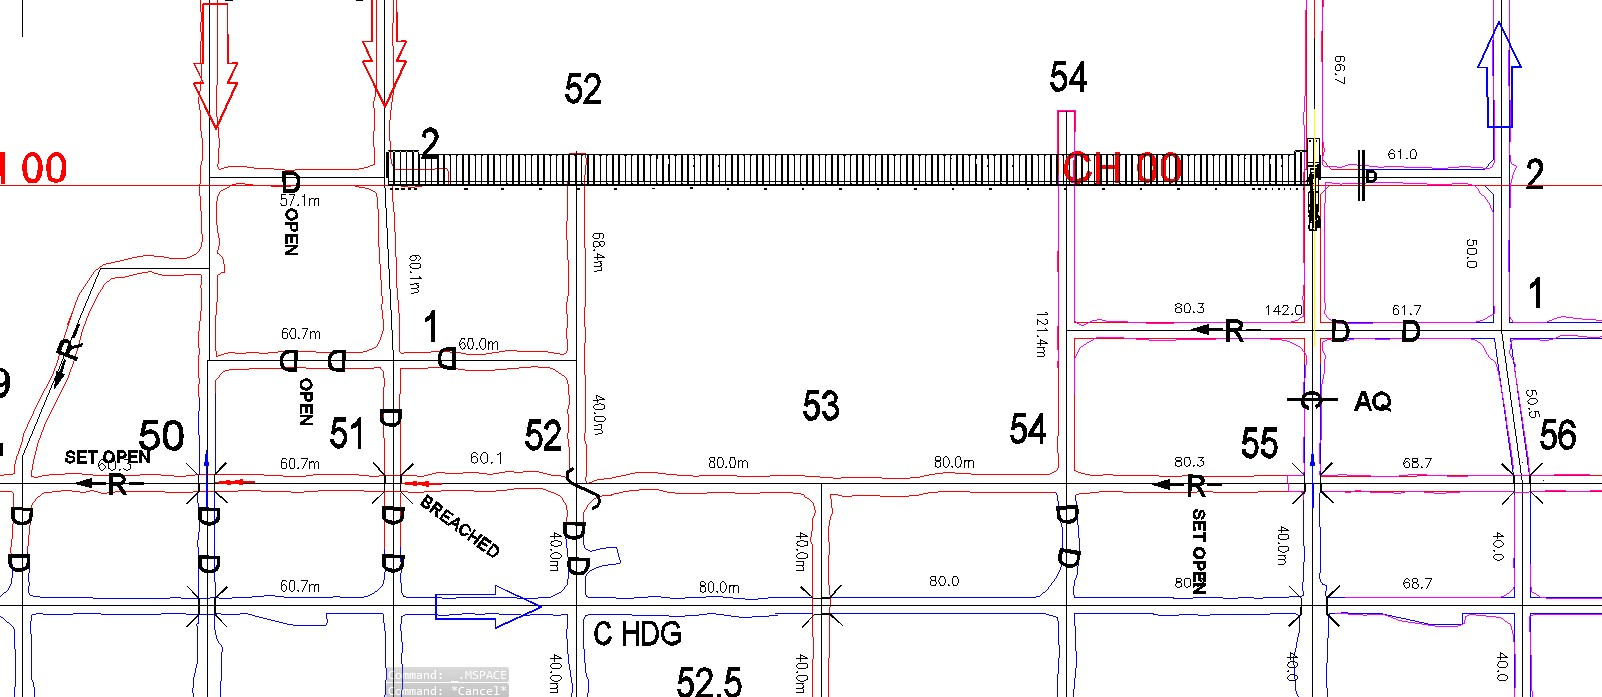 66.7
52
54
2
CH 00
61.0
D
2
H 00
D
57.1m
OPEN
68.4m
60.1m
50.0
1
60.7m
1
60.0m
121.4m
80.3
142.0
61.7
R
D
D
R
D
D
D
OPEN
D
40.0m
53
C
AQ
50.5
9
50
51
52
54
55
56
SET OPEN
60.3
60.7m
60.1
80.0m
80.0m
80.3
68.7
R
R
D
D
D
BREACHED
D
D
SET OPEN
D
D
D
40.0m
D
40.0m
D
40.0m
40.0
60.7m
80.0m
80.0
68.7
C HDG
52.5
40.0m
40.0m
40.0
40.0
Command: _.MSPACE
Command: *Cancel*